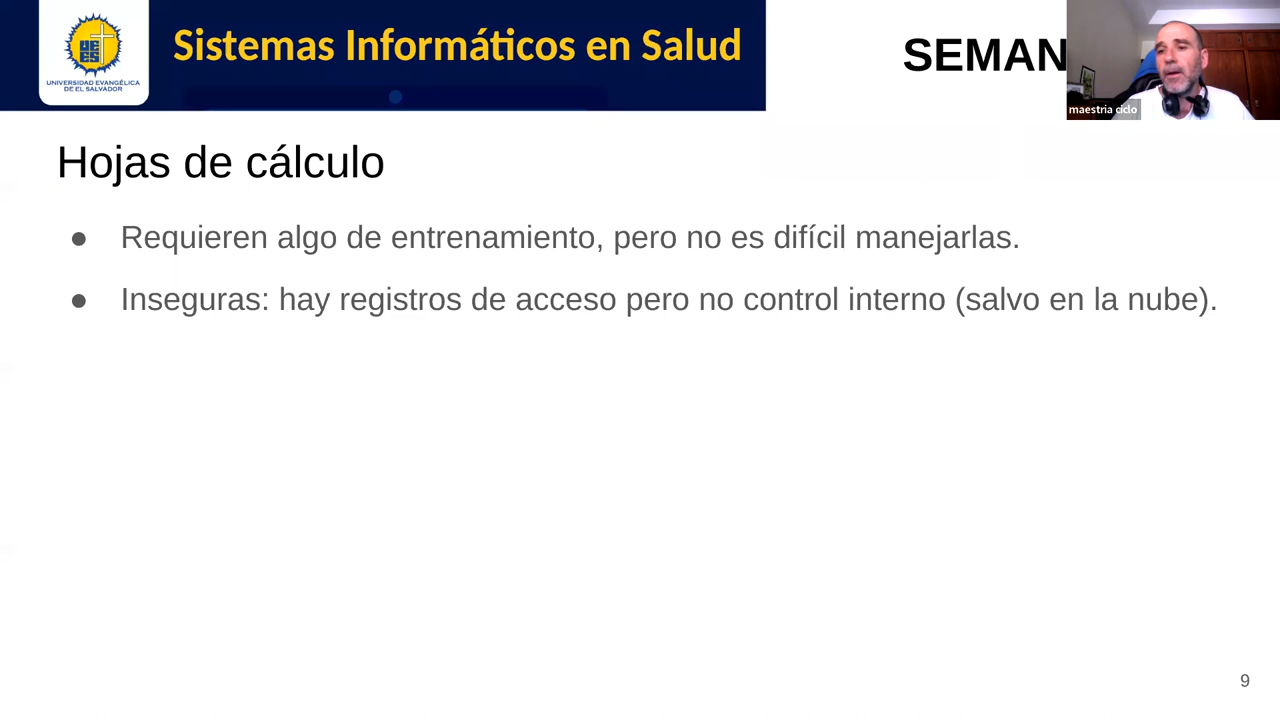 UNIVERSIDAD EVANGÉLICA
DE EL SALVADOR
Sistemas Informáticos en Salud
SEMAN
maestria ciclo
Hojas de cálculo
● Requieren algo de entrenamiento, pero no es difícil manejarlas.
● Inseguras: hay registros de acceso pero no control interno (salvo en la nube).
9